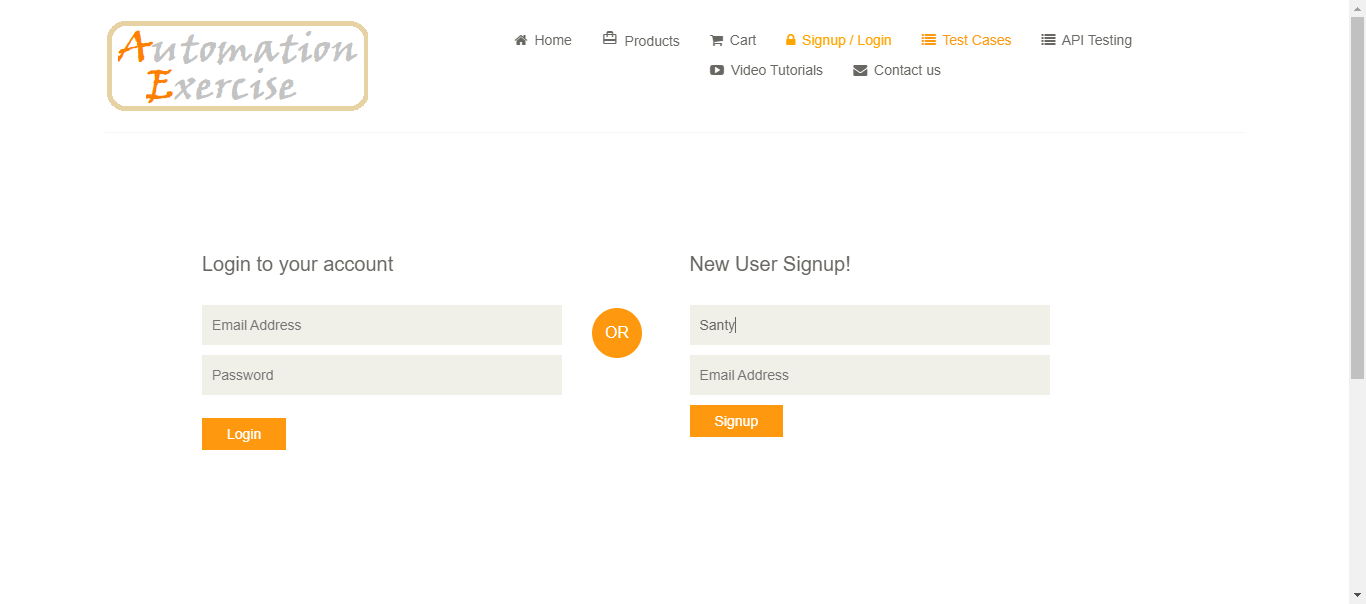 Automation
Exercise
Home Products Cart Signup / Login Test Cases API Testing
Video Tutorials Contact us
Login to your account
Email Address
Password
Login
OR
New User Signup!
Santy
Email Address
Signup